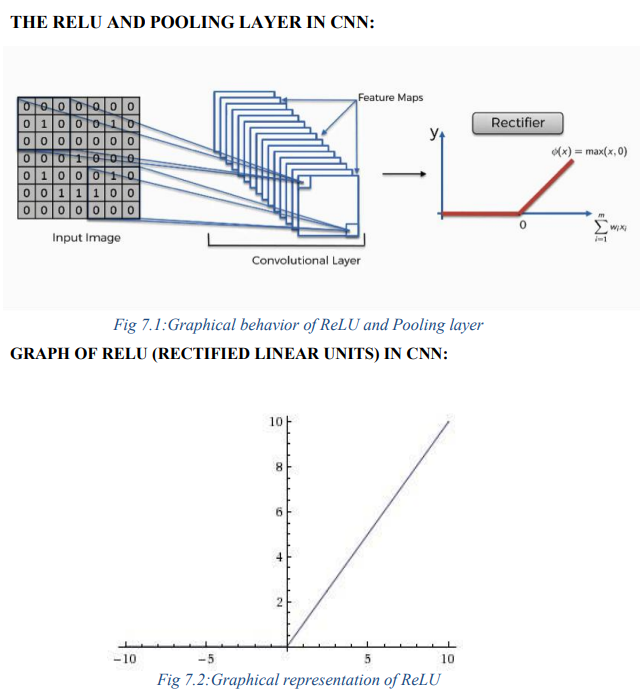 THE RELU AND POOLING LAYER IN CNN:
0 0 0 0 0 0 0
0 1 0 0 0 1 0
0 0 0 0 0 0 0
0 0 0 1 0 0 0
0 1 0 0 0 1 0
0 0 1 1 1 0 0
0 0 0 0 0 0 0
Input Image
Feature Maps
Convolutional Layer
Rectifier
y
ϕ(x) = max(x, 0)
0
m
∑ wᵢxᵢ
i=1
Fig 7.1:Graphical behavior of ReLU and Pooling layer
GRAPH OF RELU (RECTIFIED LINEAR UNITS) IN CNN:
10
8
6
4
2
-10 -5 5 10
Fig 7.2:Graphical representation of ReLU